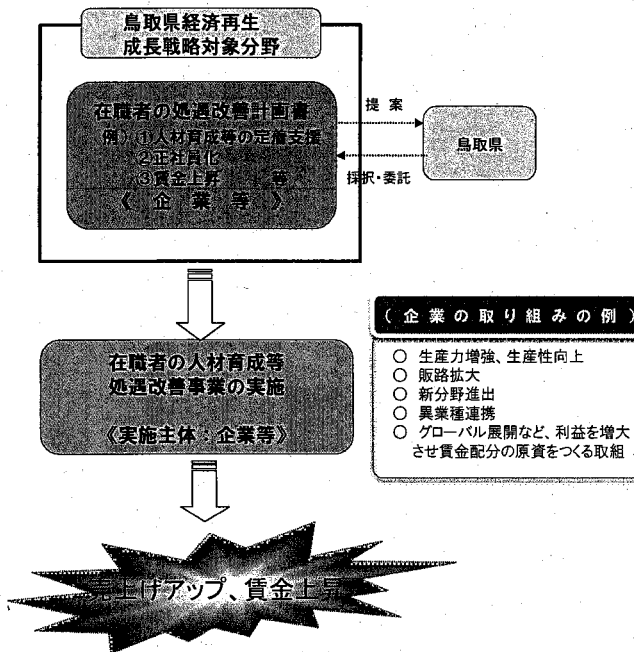 鳥取県経済再生
成長戦略対象分野
在職者の処遇改善計画書
例）①人材育成等の定着支援
②正社員化
③賃金上昇　等
《 企 業 等 》
提 案
採択・委託
鳥取県
在職者の人材育成等
処遇改善事業の実施
《実施主体：企業等》
（ 企 業 の 取 り 組 み の 例 ）
○ 生産力増強、生産性向上
○ 販路拡大
○ 新分野進出
○ 異業種連携
○ グローバル展開など、利益を増大
させ賃金配分の原資をつくる取組
売上げアップ、賃金上昇